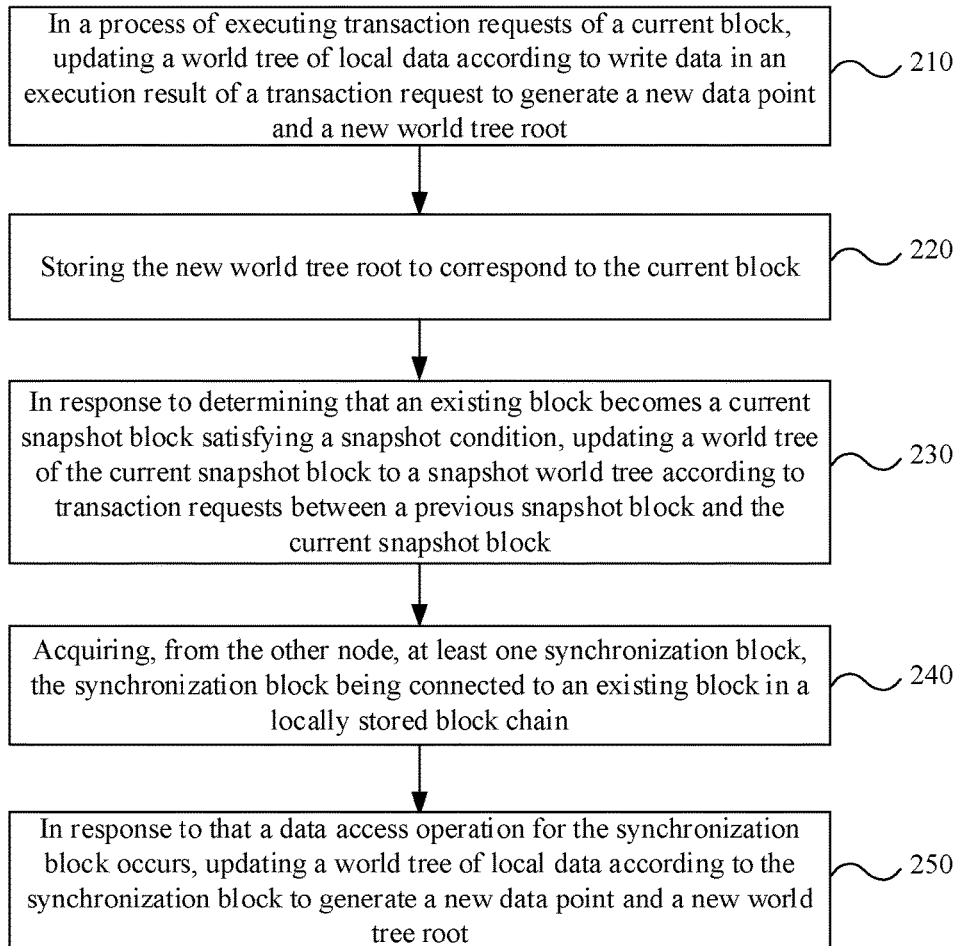 In a process of executing transaction requests of a current block,
updating a world tree of local data according to write data in an
execution result of a transaction request to generate a new data point
and a new world tree root
210
Storing the new world tree root to correspond to the current block
220
In response to determining that an existing block becomes a current
snapshot block satisfying a snapshot condition, updating a world tree
of the current snapshot block to a snapshot world tree according to
transaction requests between a previous snapshot block and the
current snapshot block
230
Acquiring, from the other node, at least one synchronization block,
the synchronization block being connected to an existing block in a
locally stored block chain
240
In response to that a data access operation for the synchronization
block occurs, updating a world tree of local data according to the
synchronization block to generate a new data point and a new world
tree root
250